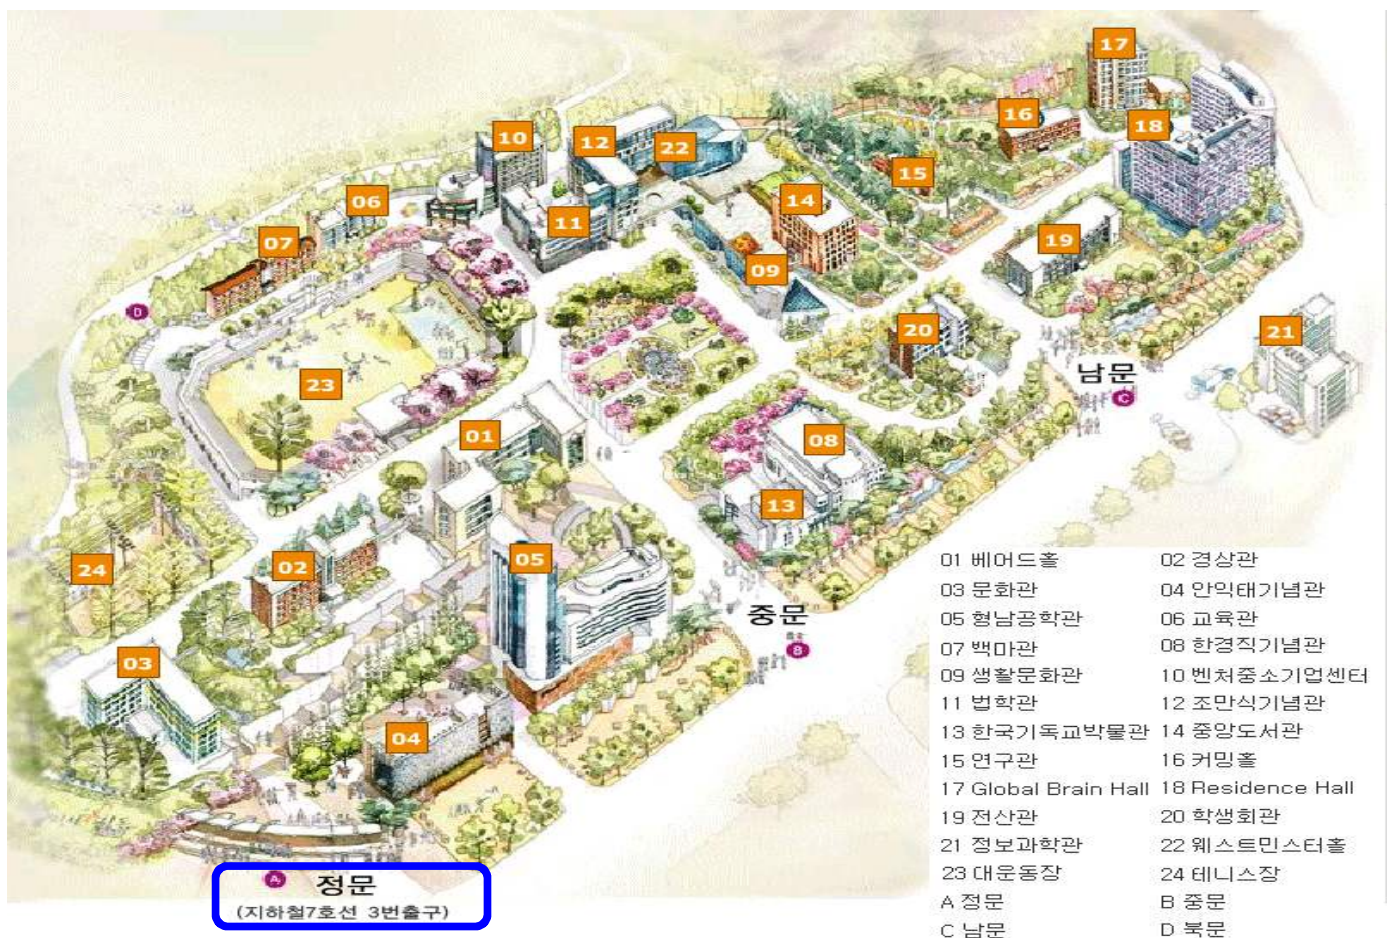 17
10
12
22
18
16
15
06
14
11
07
19
09
D
20
21
23
남문
C
01
08
13
05
02
24
중문
B
03
04
A
정문
(지하철7호선 3번출구)
01 베어드홀 02 경상관
03 문화관 04 안익태기념관
05 형남공학관 06 교육관
07 백마관 08 한경직기념관
09 생활문화관 10 벤처중소기업센터
11 법학관 12 조만식기념관
13 한국기독교박물관 14 중앙도서관
15 연구관 16 커밍홀
17 Global Brain Hall 18 Residence Hall
19 전산관 20 학생회관
21 정보과학관 22 웨스트민스터홀
23 대운동장 24 테니스장
A 정문 B 중문
C 남문 D 북문